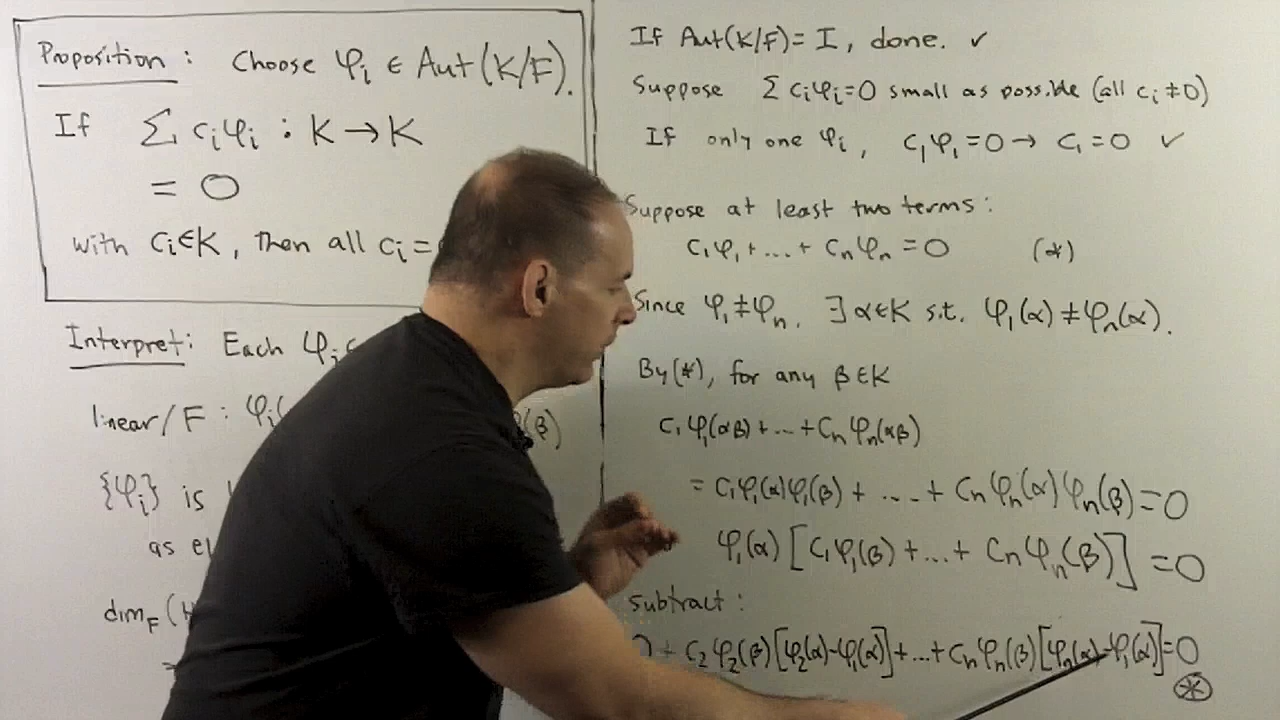 Proposition: Choose φᵢ ∈ Aut(K/F).
If Σ cᵢφᵢ : K → K
= 0
with cᵢ∈K, then all cᵢ=
Interpret: Each φᵢ
linear/F : φᵢ( (β)
{φᵢ} is
as
dim_F (
=
If Aut(K/F) = I, done. ✓
Suppose Σ cᵢφᵢ=0 small as possible (all cᵢ≠0)
If only one φᵢ, c₁φ₁=0 → c₁=0 ✓
Suppose at least two terms:
c₁φ₁+...+ cₙφₙ = 0 (*)
Since φ₁≠φₙ, ∃ α∈K s.t. φ₁(α) ≠ φₙ(α).
By (*), for any β∈K
c₁φ₁(αβ)+...+cₙφₙ(αβ)
= c₁φ₁(α)φ₁(β) + ... + cₙφₙ(α)φₙ(β) = 0
φ₁(α) [c₁φ₁(β) +...+ cₙφₙ(β)] = 0
subtract:
0 + c₂φ₂(β)[φ₂(α)-φ₁(α)]+...+cₙφₙ(β)[φₙ(α)-φ₁(α)]=0
⊛